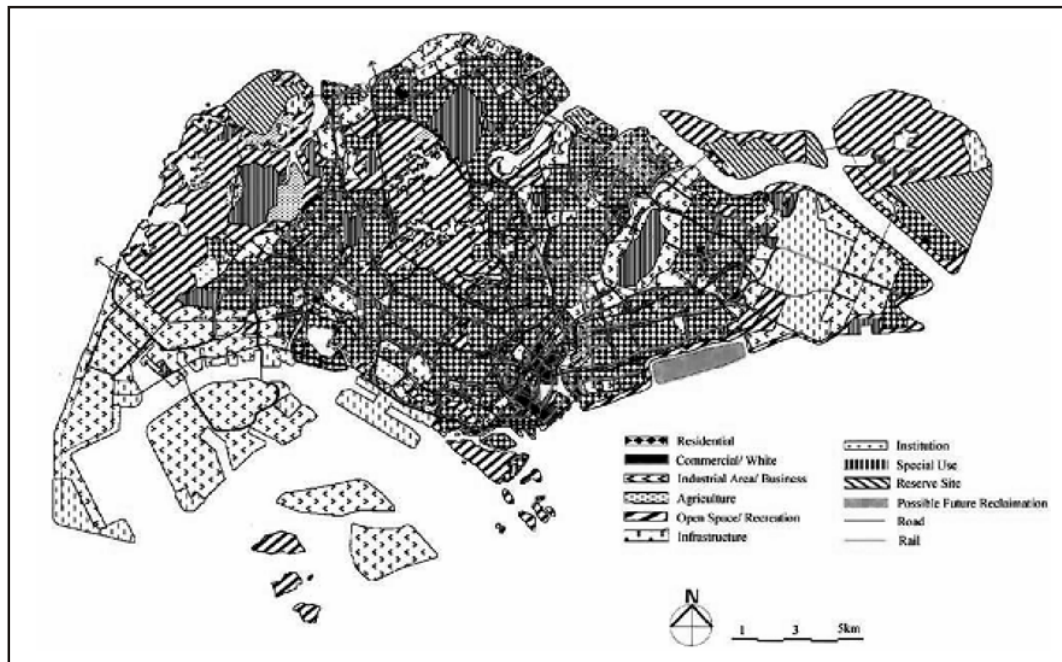 Residential
Commercial/ White
Industrial Area/ Business
Agriculture
Open Space/ Recreation
Infrastructure
Institution
Special Use
Reserve Site
Possible Future Reclaimation
Road
Rail
N
1 3 5km